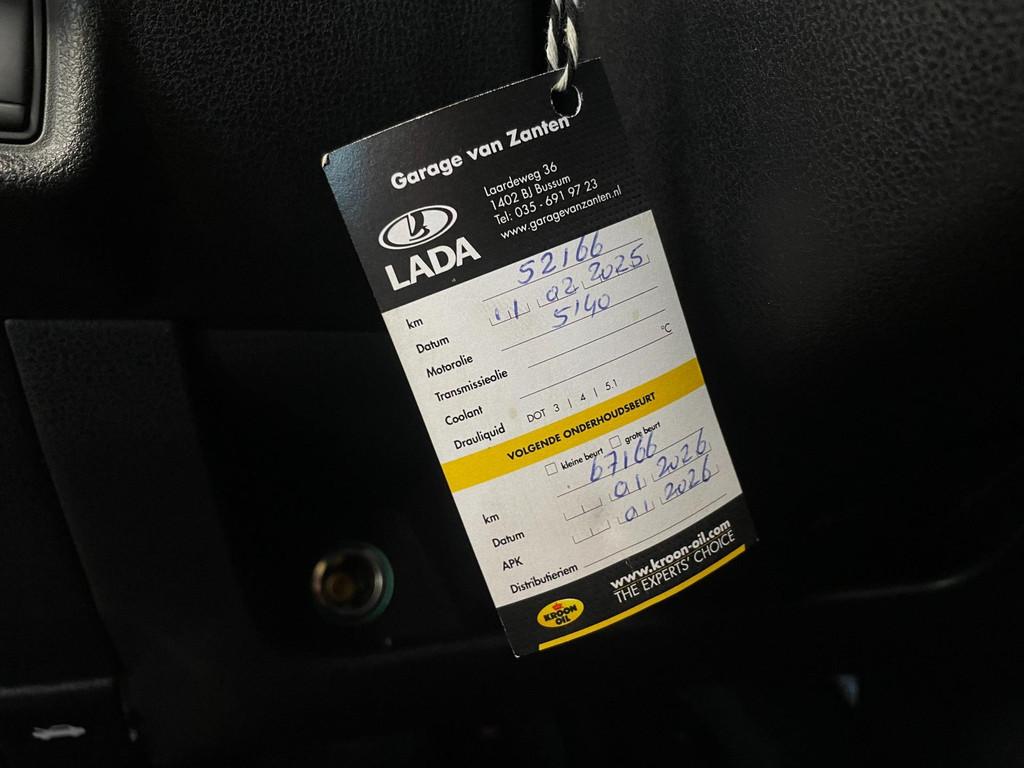 Garage van Zanten
Laardeweg 36
1402 BJ Bussum
Tel: 035 - 691 97 23
www.garagevanzanten.nl
LADA
km 52166
Datum 11 02 2025
Motorolie 5140
Transmissieolie
Coolant °C
Drauliquid DOT 3 | 4 | 5.1
VOLGENDE ONDERHOUDSBEURT
kleine beurt grote beurt
km 67166
Datum 01 2026
APK 01 2026
Distributieriem
www.kroon-oil.com
THE EXPERTS' CHOICE
KROON
OIL